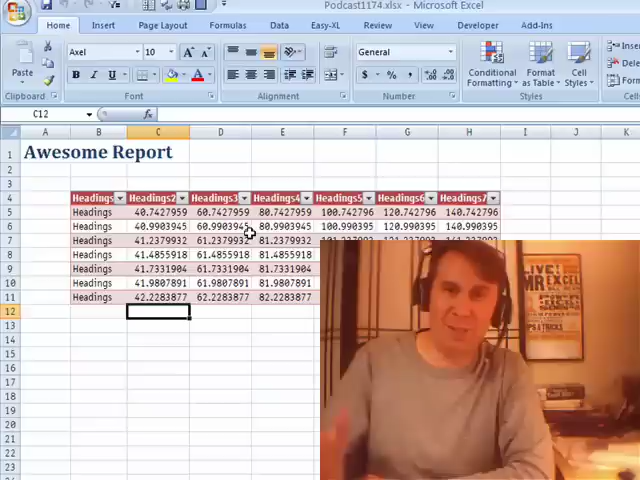 Podcast1174.xlsx - Microsoft Excel
Home Insert Page Layout Formulas Data Easy-XL Review View Developer Add-Ins
Axel 10 General
Paste B I U $ % , Conditional Formatting Format as Table Cell Styles Format
Clipboard Font Alignment Number Styles
C12 fx
A B C D E F G H I J K
1 Awesome Report
2
3
4 Headings Headings2 Headings3 Headings4 Headings5 Headings6 Headings7
5 Headings 40.7427959 60.7427959 80.7427959 100.742796 120.742796 140.742796
6 Headings 40.9903945 60.9903945 80.9903945 100.990395 120.990395 140.990395
7 Headings 41.2379932 61.2379932 81.2379932
8 Headings 41.4855918 61.4855918 81.4855918
9 Headings 41.7331904 61.7331904 81.7331904
10 Headings 41.9807891 61.9807891 81.9807891
11 Headings 42.2283877 62.2283877 82.2283877
12
13
14
15
16
17
18
19
20
21
22
23
LIVE!
MR EXCEL